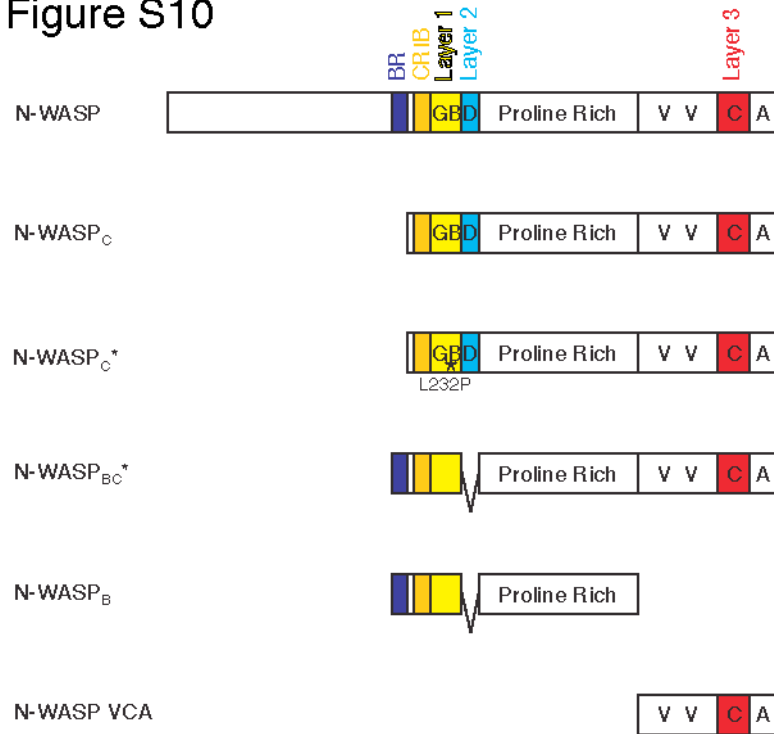 Figure S10
BR CRIB Layer 1 Layer 2 Layer 3
N-WASP GBD Proline Rich V V C A
N-WASPC GBD Proline Rich V V C A
N-WASPC* GBD Proline Rich V V C A
*
L232P
N-WASPBC* Proline Rich V V C A
N-WASPB Proline Rich
N-WASP VCA V V C A